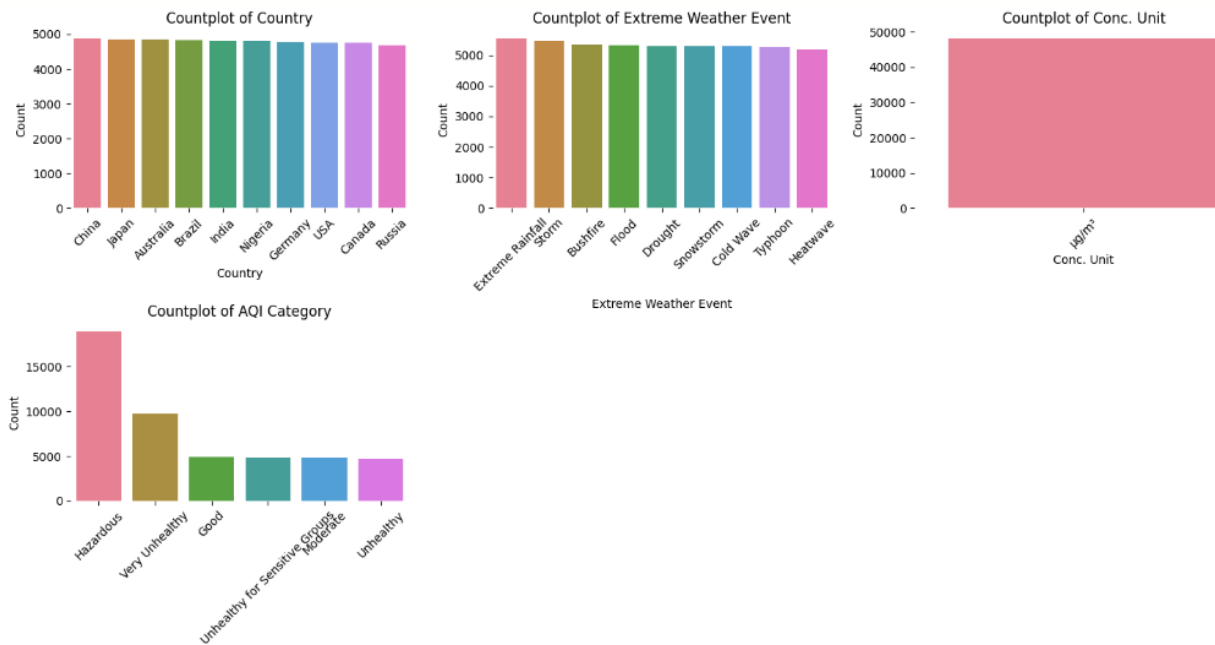 Countplot of Country
5000
4000
3000
2000
1000
0
Count
China
Japan
Australia
Brazil
India
Nigeria
Germany
USA
Canada
Russia
Country
Countplot of Extreme Weather Event
5000
4000
3000
2000
1000
0
Count
Extreme Rainfall
Storm
Bushfire
Flood
Drought
Snowstorm
Cold Wave
Typhoon
Heatwave
Extreme Weather Event
Countplot of Conc. Unit
50000
40000
30000
20000
10000
0
Count
µg/m³
Conc. Unit
Countplot of AQI Category
15000
10000
5000
0
Count
Hazardous
Very Unhealthy
Good
Unhealthy for Sensitive Groups
Moderate
Unhealthy